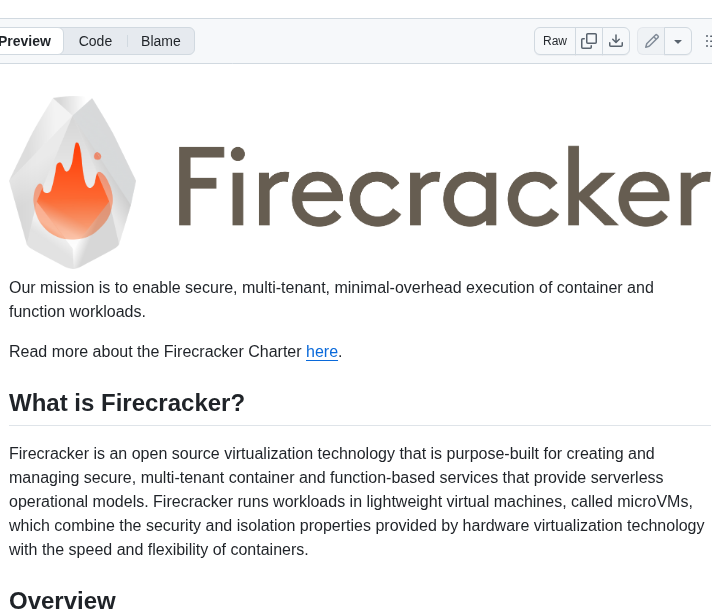 Preview Code Blame Raw
Firecracker
Our mission is to enable secure, multi-tenant, minimal-overhead execution of container and
function workloads.
Read more about the Firecracker Charter here.
What is Firecracker?
Firecracker is an open source virtualization technology that is purpose-built for creating and
managing secure, multi-tenant container and function-based services that provide serverless
operational models. Firecracker runs workloads in lightweight virtual machines, called microVMs,
which combine the security and isolation properties provided by hardware virtualization technology
with the speed and flexibility of containers.
Overview